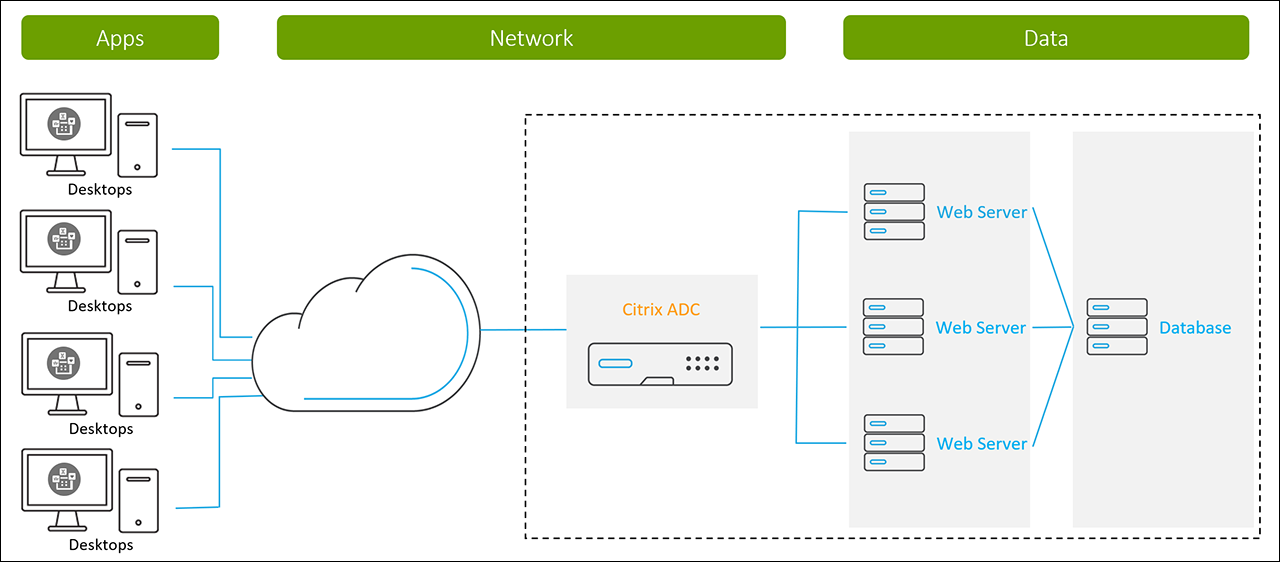 Apps
Network
Data
Desktops
Desktops
Desktops
Desktops
Citrix ADC
Web Server
Web Server
Web Server
Database